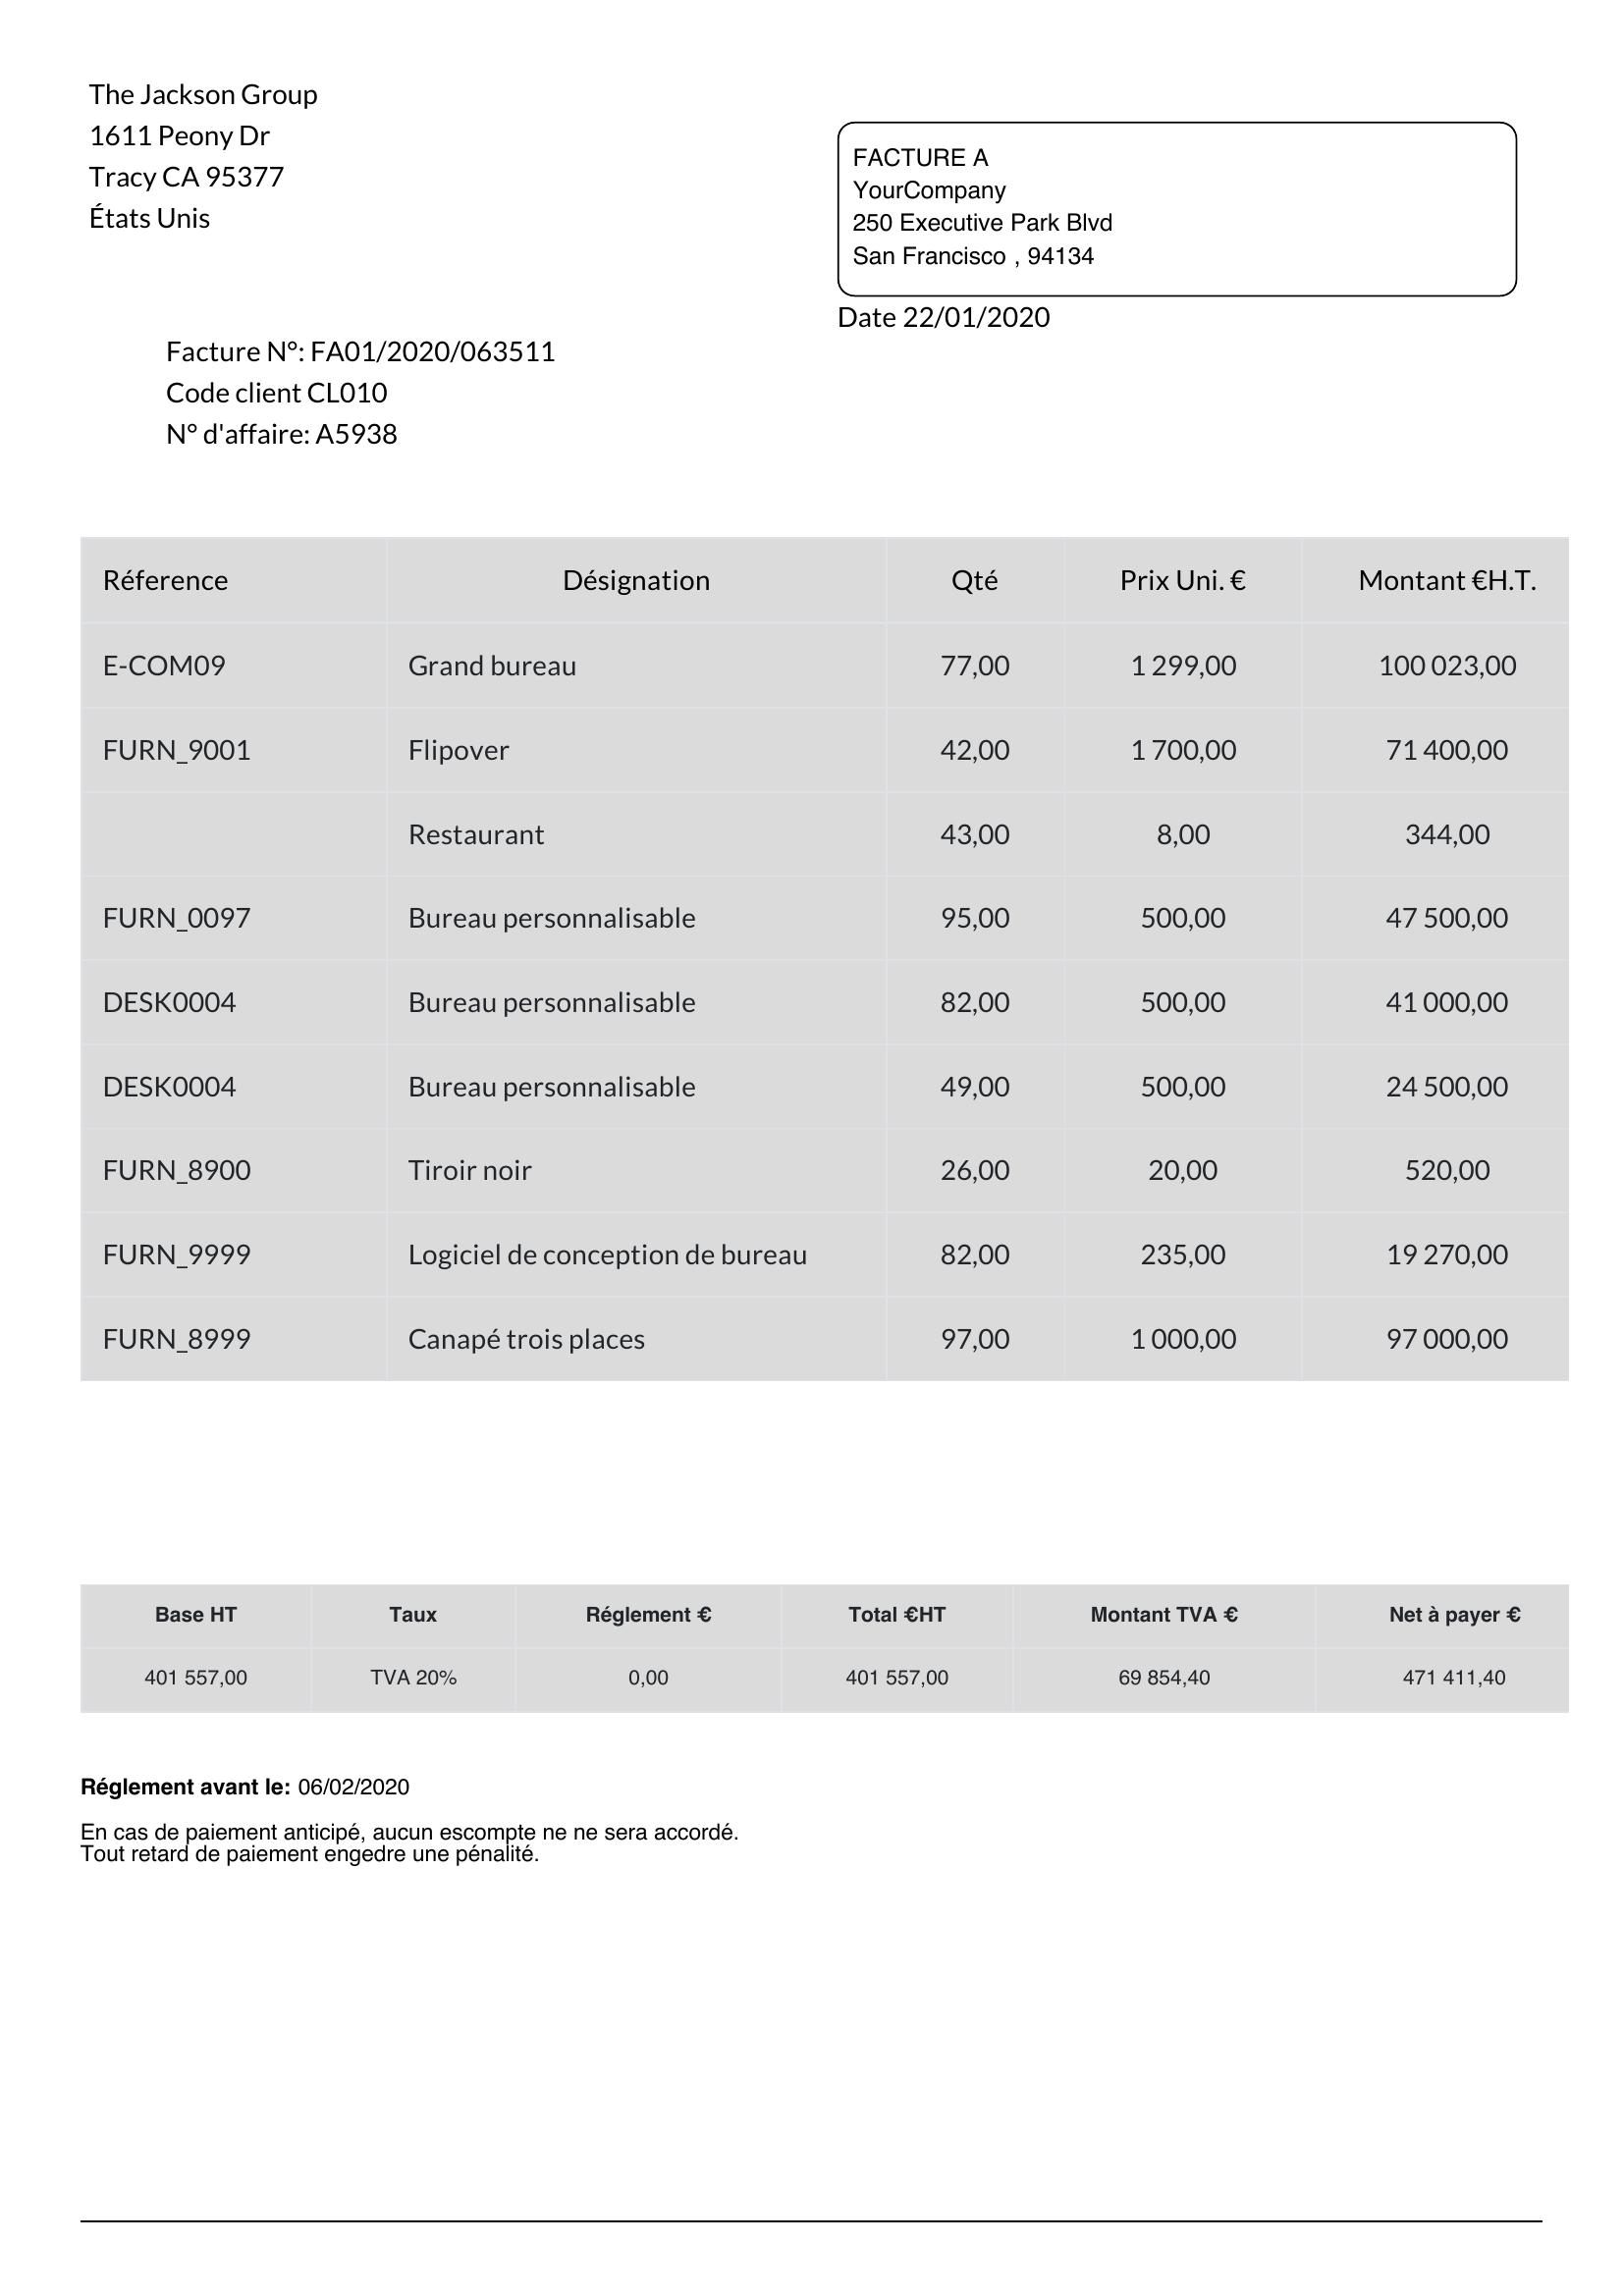 The Jackson Group
1611 Peony Dr
Tracy CA 95377
États Unis
FACTURE A
YourCompany
250 Executive Park Blvd
San Francisco , 94134
Date 22/01/2020
Facture N°: FA01/2020/063511
Code client CL010
N° d'affaire: A5938
Réference Désignation Qté Prix Uni. € Montant €H.T.
E-COM09 Grand bureau 77,00 1 299,00 100 023,00
FURN_9001 Flipover 42,00 1 700,00 71 400,00
Restaurant 43,00 8,00 344,00
FURN_0097 Bureau personnalisable 95,00 500,00 47 500,00
DESK0004 Bureau personnalisable 82,00 500,00 41 000,00
DESK0004 Bureau personnalisable 49,00 500,00 24 500,00
FURN_8900 Tiroir noir 26,00 20,00 520,00
FURN_9999 Logiciel de conception de bureau 82,00 235,00 19 270,00
FURN_8999 Canapé trois places 97,00 1 000,00 97 000,00
Base HT Taux Réglement € Total €HT Montant TVA € Net à payer €
401 557,00 TVA 20% 0,00 401 557,00 69 854,40 471 411,40
Réglement avant le: 06/02/2020
En cas de paiement anticipé, aucun escompte ne ne sera accordé.
Tout retard de paiement engedre une pénalité.